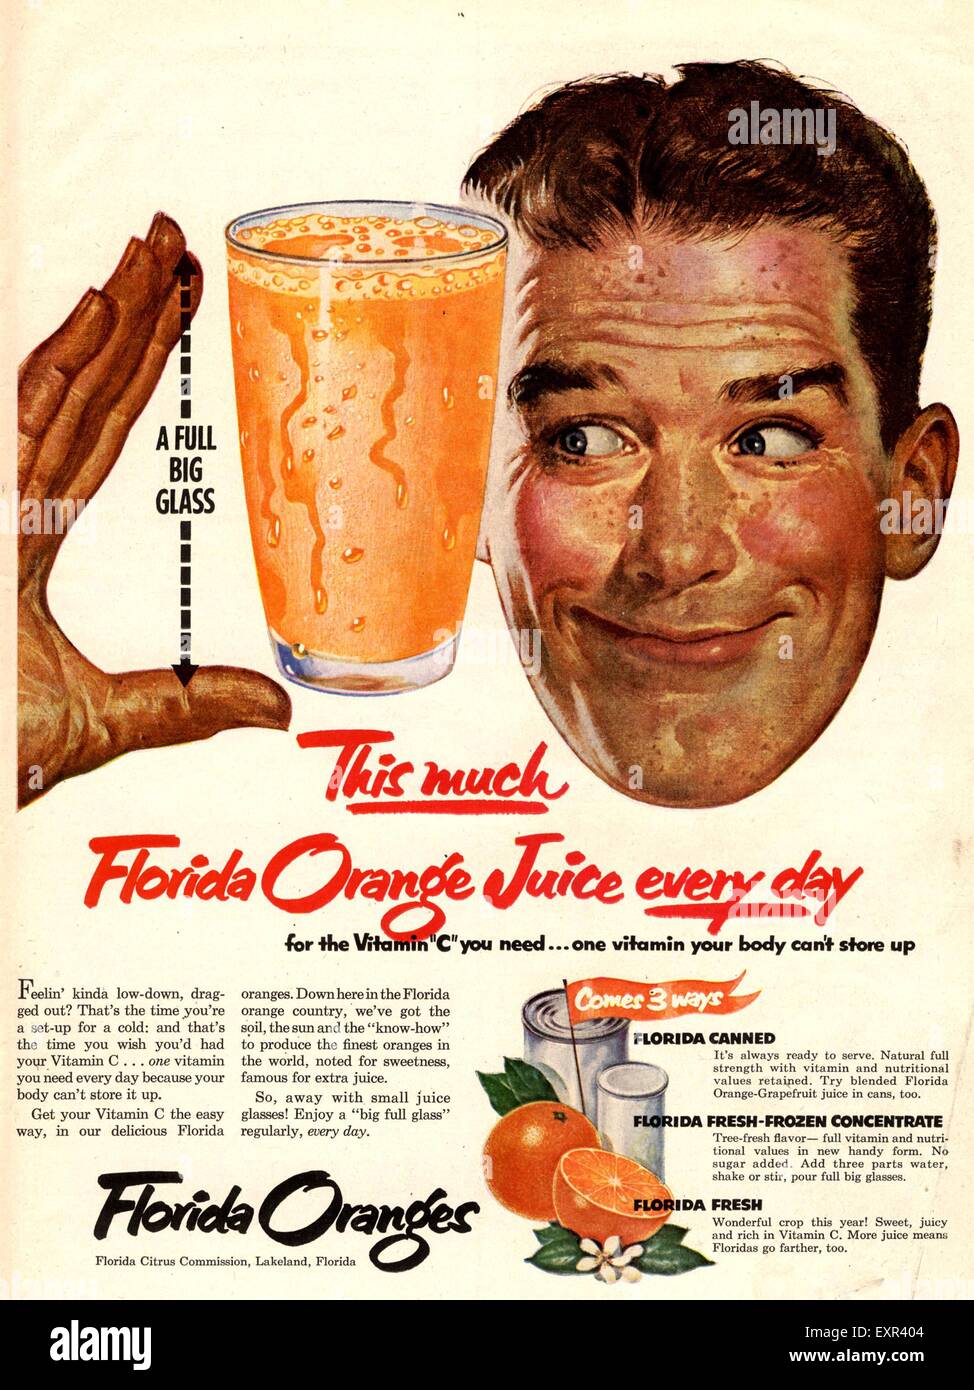 A FULL
BIG
GLASS
This much
Florida Orange Juice every day
for the Vitamin "C" you need...one vitamin your body can't store up
Feelin' kinda low-down, drag-
ged out? That's the time you're
a set-up for a cold: and that's
the time you wish you'd had
your Vitamin C . . . one vitamin
you need every day because your
body can't store it up.
Get your Vitamin C the easy
way, in our delicious Florida
oranges. Down here in the Florida
orange country, we've got the
soil, the sun and the "know-how"
to produce the finest oranges in
the world, noted for sweetness,
famous for extra juice.
So, away with small juice
glasses! Enjoy a "big full glass"
regularly, every day.
Florida Oranges
Florida Citrus Commission, Lakeland, Florida
Comes 3 ways
FLORIDA CANNED
It's always ready to serve. Natural full
strength with vitamin and nutritional
values retained. Try blended Florida
Orange-Grapefruit juice in cans, too.
FLORIDA FRESH-FROZEN CONCENTRATE
Tree-fresh flavor— full vitamin and nutri-
tional values in new handy form. No
sugar added. Add three parts water,
shake or stir, pour full big glasses.
FLORIDA FRESH
Wonderful crop this year! Sweet, juicy
and rich in Vitamin C. More juice means
Floridas go farther, too.
alamy
alamy
Image ID: EXR404
www.alamy.com